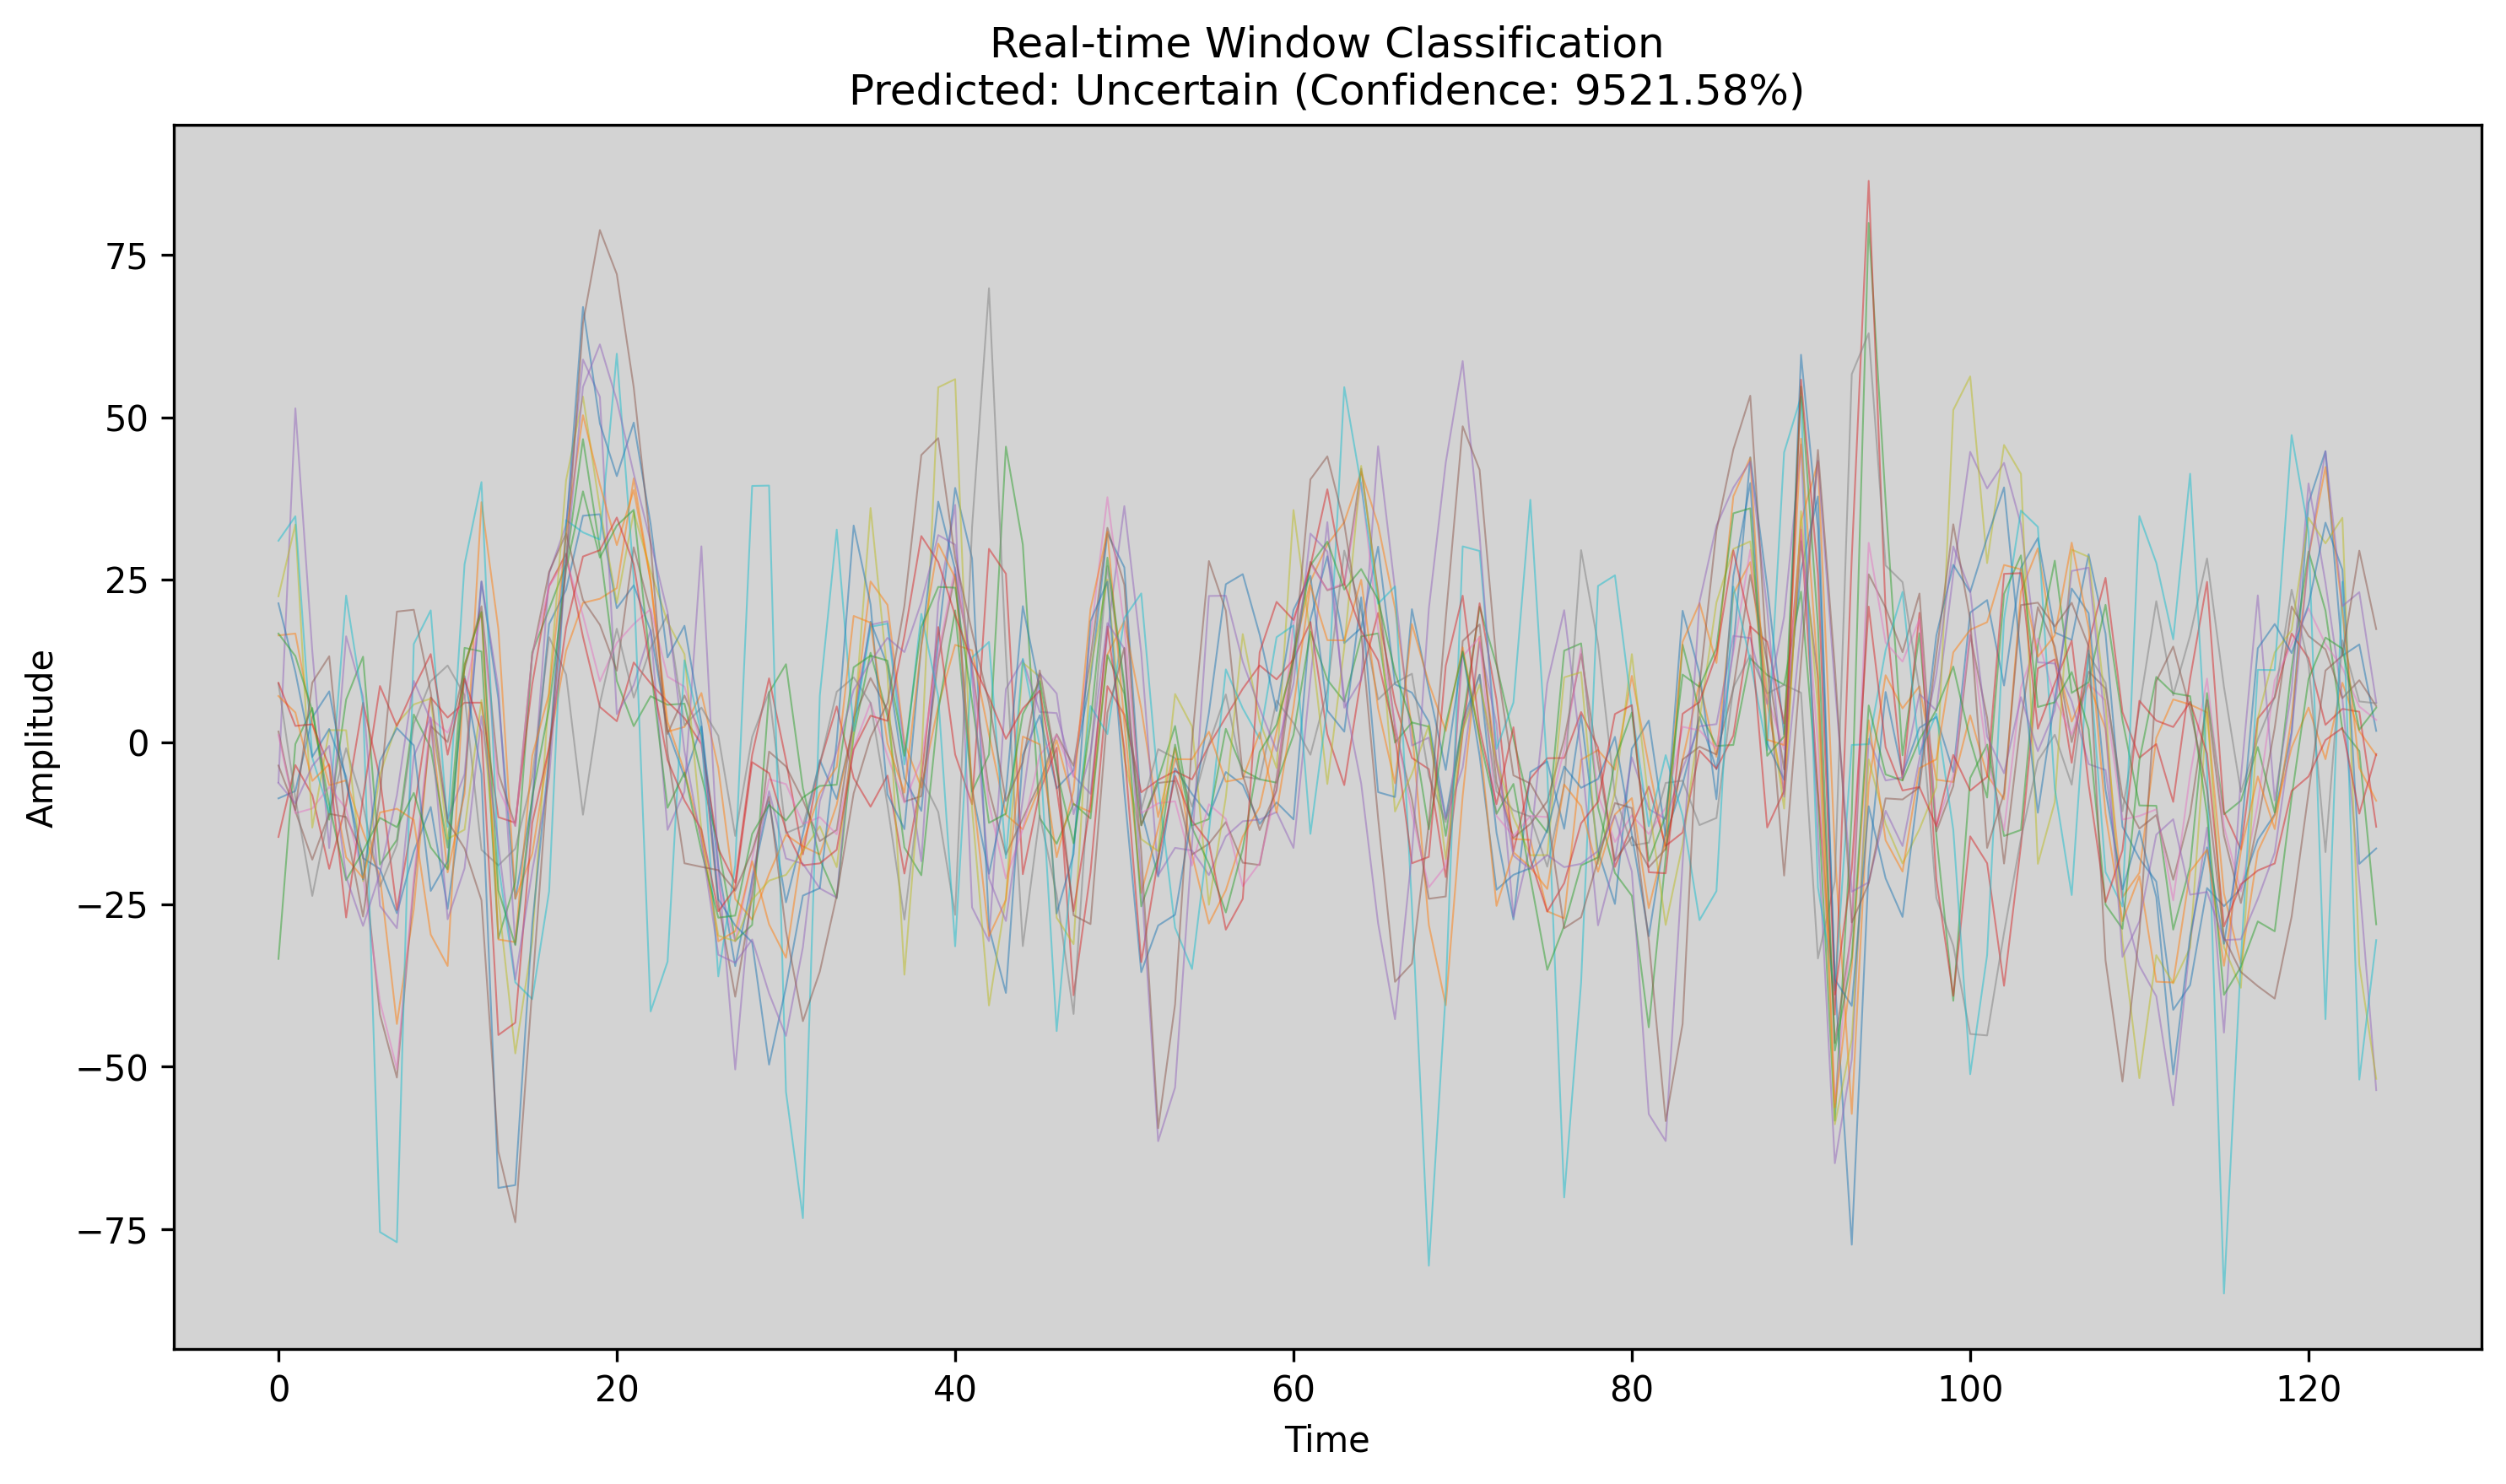 Real-time Window Classification
Predicted: Uncertain (Confidence: 9521.58%)
Amplitude
75
50
25
0
−25
−50
−75
0 20 40 60 80 100 120
Time